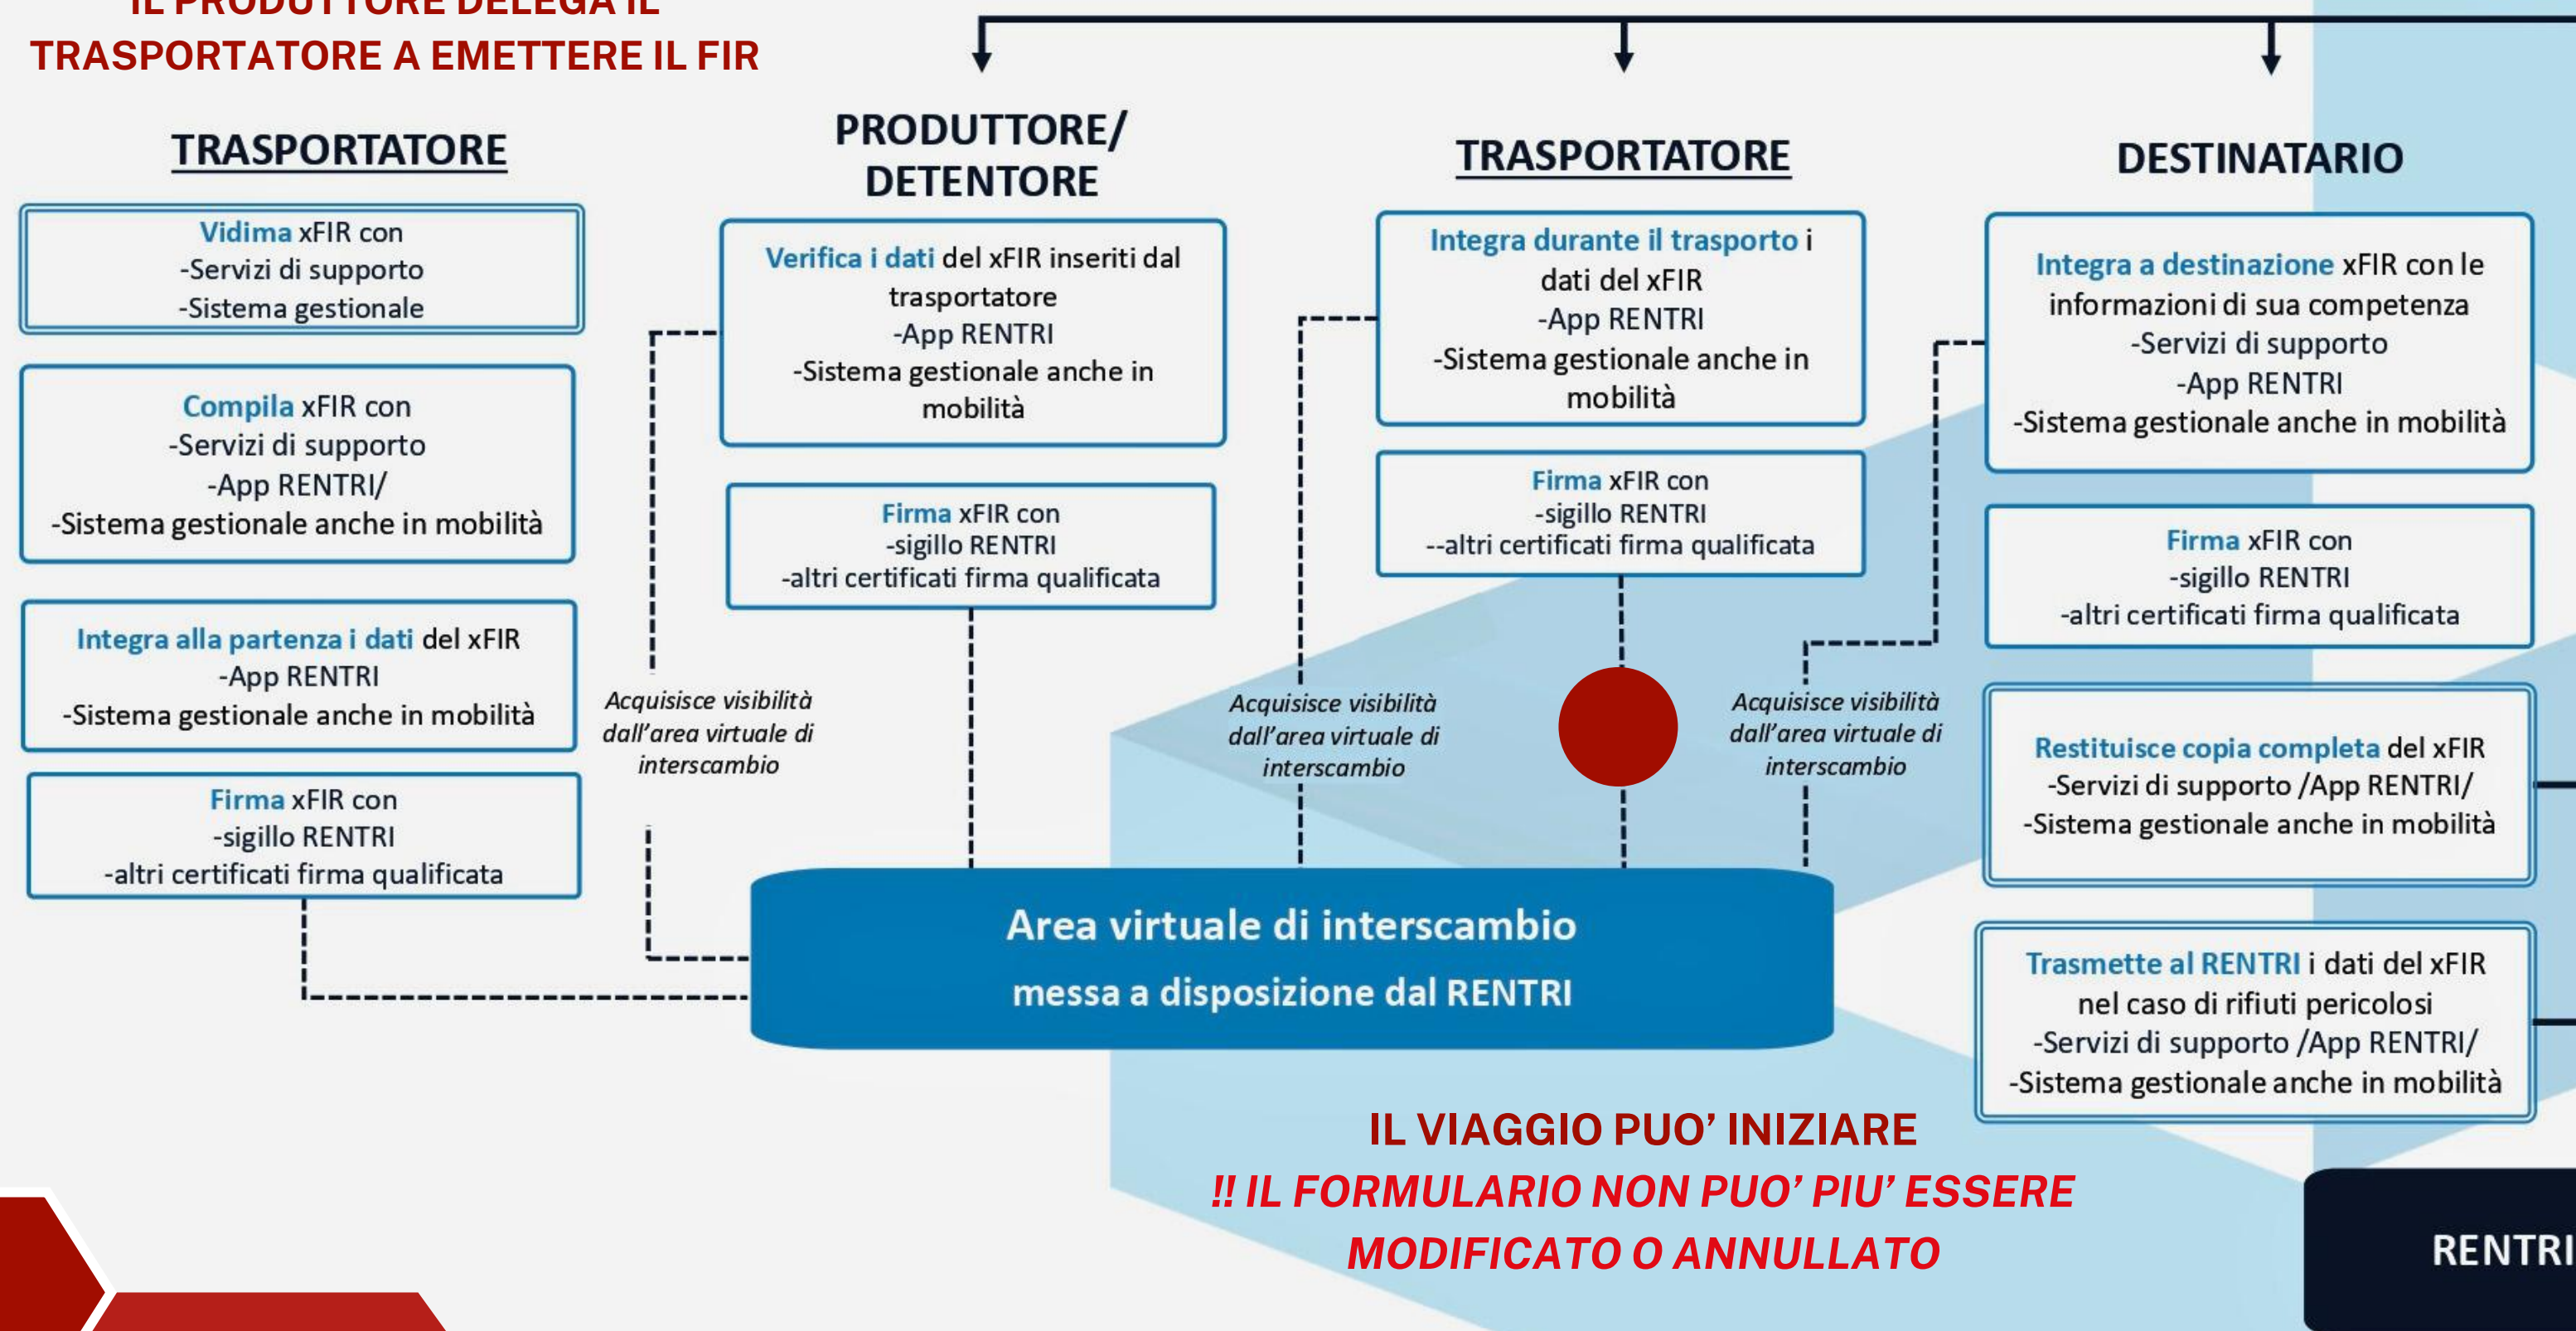 IL PRODUTTORE DELEGA IL
TRASPORTATORE A EMETTERE IL FIR
TRASPORTATORE
Vidima xFIR con
-Servizi di supporto
-Sistema gestionale
Compila xFIR con
-Servizi di supporto
-App RENTRI/
-Sistema gestionale anche in mobilità
Integra alla partenza i dati del xFIR
-App RENTRI
-Sistema gestionale anche in mobilità
Firma xFIR con
-sigillo RENTRI
-altri certificati firma qualificata
Acquisisce visibilità
dall'area virtuale di
interscambio
PRODUTTORE/
DETENTORE
Verifica i dati del xFIR inseriti dal
trasportatore
-App RENTRI
-Sistema gestionale anche in
mobilità
Firma xFIR con
-sigillo RENTRI
-altri certificati firma qualificata
Acquisisce visibilità
dall'area virtuale di
interscambio
TRASPORTATORE
Integra durante il trasporto i
dati del xFIR
-App RENTRI
-Sistema gestionale anche in
mobilità
Firma xFIR con
-sigillo RENTRI
--altri certificati firma qualificata
Acquisisce visibilità
dall'area virtuale di
interscambio
DESTINATARIO
Integra a destinazione xFIR con le
informazioni di sua competenza
-Servizi di supporto
-App RENTRI
-Sistema gestionale anche in mobilità
Firma xFIR con
-sigillo RENTRI
-altri certificati firma qualificata
Restituisce copia completa del xFIR
-Servizi di supporto /App RENTRI/
-Sistema gestionale anche in mobilità
Trasmette al RENTRI i dati del xFIR
nel caso di rifiuti pericolosi
-Servizi di supporto /App RENTRI/
-Sistema gestionale anche in mobilità
Area virtuale di interscambio
messa a disposizione dal RENTRI
IL VIAGGIO PUO' INIZIARE
!! IL FORMULARIO NON PUO' PIU' ESSERE
MODIFICATO O ANNULLATO
RENTRI